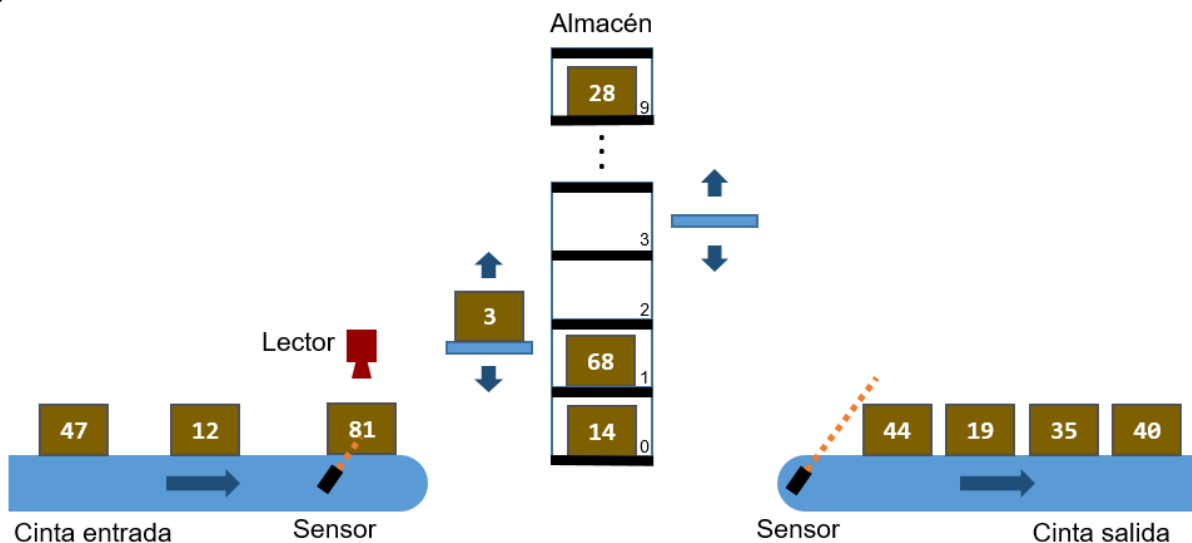 Almacén
28
9
3
2
3
68
1
Lector
47
12
81
14
0
44
19
35
40
Cinta entrada
Sensor
Sensor
Cinta salida